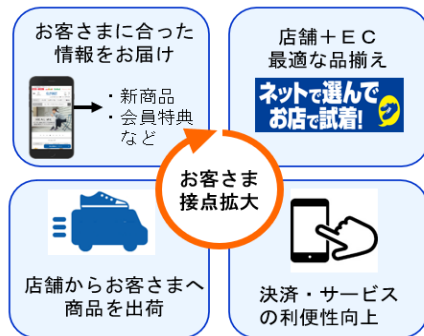 お客さまに合った
情報をお届け
・新商品
・会員特典
など
店舗＋ＥＣ
最適な品揃え
ネットで選んで
お店で試着!
お客さま
接点拡大
店舗からお客さまへ
商品を出荷
決済・サービス
の利便性向上